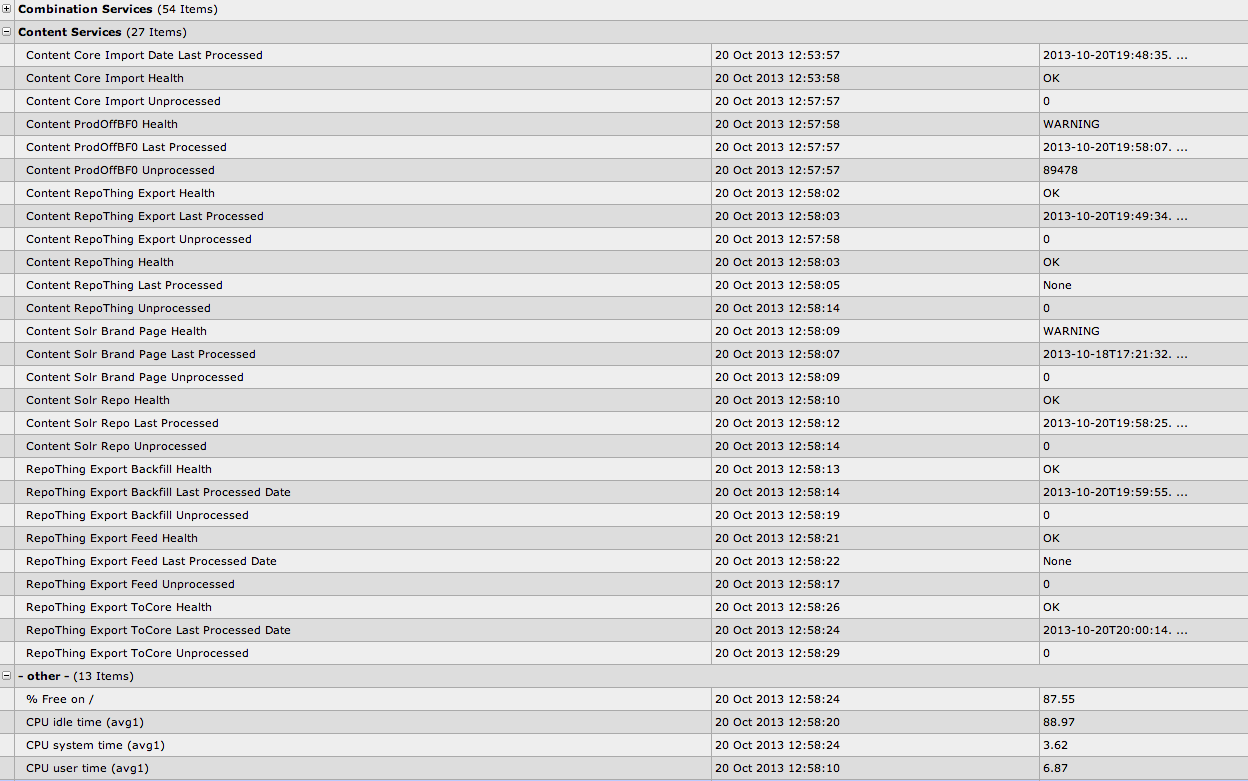 Combination Services (54 Items)
Content Services (27 Items)
Content Core Import Date Last Processed 20 Oct 2013 12:53:57 2013-10-20T19:48:35. ...
Content Core Import Health 20 Oct 2013 12:53:58 OK
Content Core Import Unprocessed 20 Oct 2013 12:57:57 0
Content ProdOffBF0 Health 20 Oct 2013 12:57:58 WARNING
Content ProdOffBF0 Last Processed 20 Oct 2013 12:57:57 2013-10-20T19:58:07. ...
Content ProdOffBF0 Unprocessed 20 Oct 2013 12:57:57 89478
Content RepoThing Export Health 20 Oct 2013 12:58:02 OK
Content RepoThing Export Last Processed 20 Oct 2013 12:58:03 2013-10-20T19:49:34. ...
Content RepoThing Export Unprocessed 20 Oct 2013 12:57:58 0
Content RepoThing Health 20 Oct 2013 12:58:03 OK
Content RepoThing Last Processed 20 Oct 2013 12:58:05 None
Content RepoThing Unprocessed 20 Oct 2013 12:58:14 0
Content Solr Brand Page Health 20 Oct 2013 12:58:09 WARNING
Content Solr Brand Page Last Processed 20 Oct 2013 12:58:07 2013-10-18T17:21:32. ...
Content Solr Brand Page Unprocessed 20 Oct 2013 12:58:09 0
Content Solr Repo Health 20 Oct 2013 12:58:10 OK
Content Solr Repo Last Processed 20 Oct 2013 12:58:12 2013-10-20T19:58:25. ...
Content Solr Repo Unprocessed 20 Oct 2013 12:58:14 0
RepoThing Export Backfill Health 20 Oct 2013 12:58:13 OK
RepoThing Export Backfill Last Processed Date 20 Oct 2013 12:58:14 2013-10-20T19:59:55. ...
RepoThing Export Backfill Unprocessed 20 Oct 2013 12:58:19 0
RepoThing Export Feed Health 20 Oct 2013 12:58:21 OK
RepoThing Export Feed Last Processed Date 20 Oct 2013 12:58:22 None
RepoThing Export Feed Unprocessed 20 Oct 2013 12:58:17 0
RepoThing Export ToCore Health 20 Oct 2013 12:58:26 OK
RepoThing Export ToCore Last Processed Date 20 Oct 2013 12:58:24 2013-10-20T20:00:14. ...
RepoThing Export ToCore Unprocessed 20 Oct 2013 12:58:29 0
- other - (13 Items)
% Free on / 20 Oct 2013 12:58:24 87.55
CPU idle time (avg1) 20 Oct 2013 12:58:20 88.97
CPU system time (avg1) 20 Oct 2013 12:58:24 3.62
CPU user time (avg1) 20 Oct 2013 12:58:10 6.87